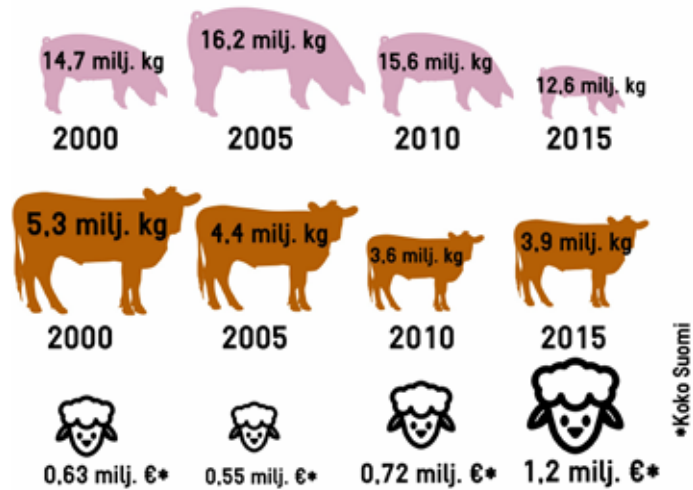 14,7 milj. kg
16,2 milj. kg
15,6 milj. kg
12,6 milj. kg
2000
2005
2010
2015
5,3 milj. kg
4,4 milj. kg
3,6 milj. kg
3,9 milj. kg
2000
2005
2010
2015
0,63 milj. €*
0,55 milj. €*
0,72 milj. €*
1,2 milj. €*
*Koko Suomi